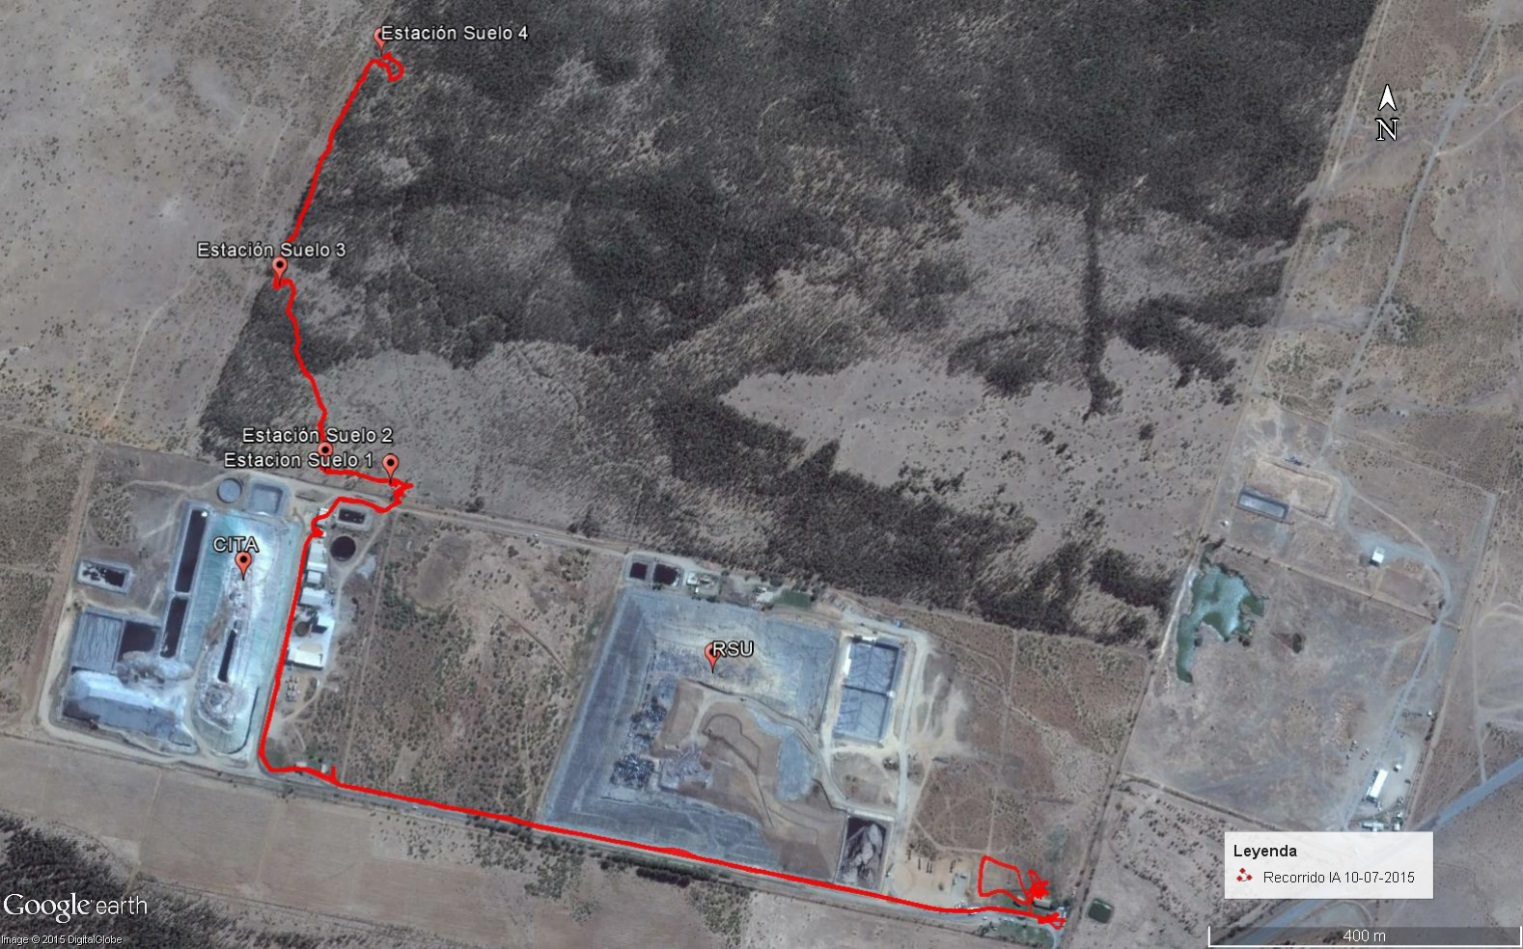 Estación Suelo 4
N
Estación Suelo 3
Estación Suelo 2
Estacion Suelo 1
CITA
RSU
Leyenda
Recorrido IA 10-07-2015
Google earth
Image © 2015 DigitalGlobe
400 m